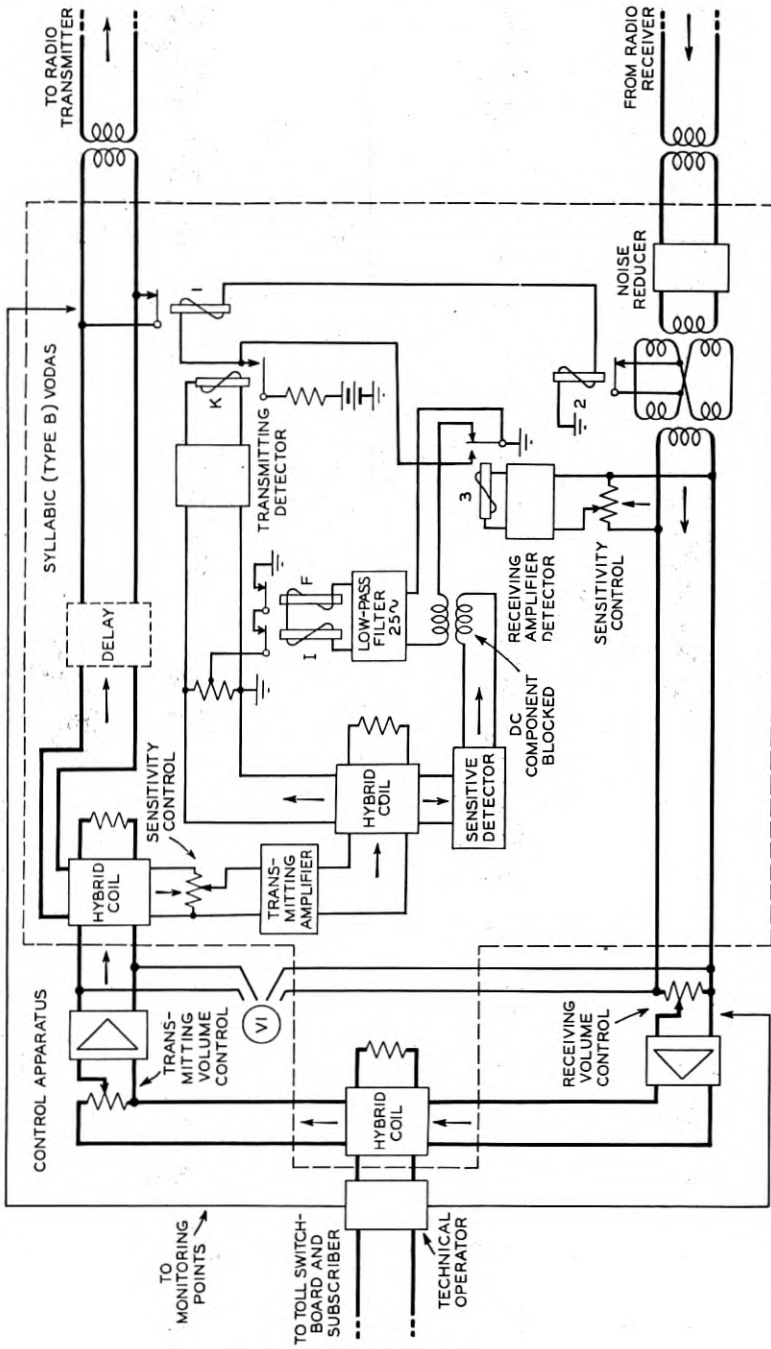 TO RADIO
TRANSMITTER
FROM RADIO
RECEIVER
SYLLABIC (TYPE B) VODAS
NOISE
REDUCER
1
2
K
TRANSMITTING
DETECTOR
3
DELAY
I
F
LOW-PASS
FILTER
25~
RECEIVING
AMPLIFIER
DETECTOR
SENSITIVITY
CONTROL
DC
COMPONENT
BLOCKED
SENSITIVITY
CONTROL
HYBRID
COIL
TRANS-
MITTING
AMPLIFIER
HYBRID
COIL
SENSITIVE
DETECTOR
CONTROL APPARATUS
TRANS-
MITTING
VOLUME
CONTROL
VI
RECEIVING
VOLUME
CONTROL
HYBRID
COIL
TO
MONITORING
POINTS
TO TOLL SWITCH-
BOARD AND
SUBSCRIBER
TECHNICAL
OPERATOR